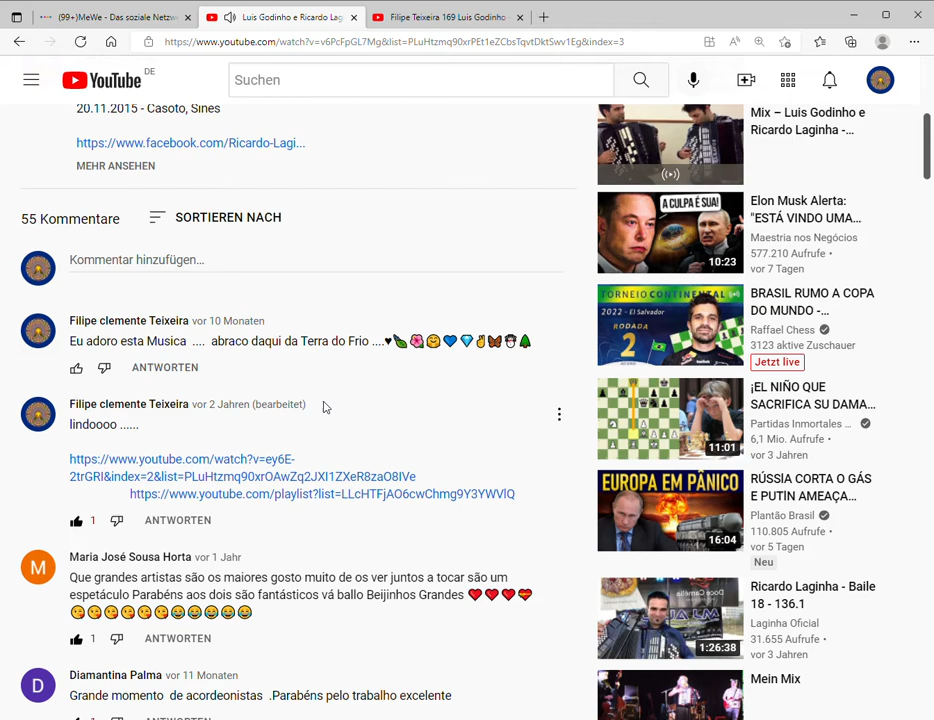 (99+)MeWe - Das soziale Netzw
Luis Godinho e Ricardo Lag
Filipe Teixeira 169 Luis Godinho
https://www.youtube.com/watch?v=v6PcFpGL7Mg&list=PLuHtzmq90xrPEt1eZCbsTqvtDktSwv1Eg&index=3
YouTube DE
Suchen
20.11.2015 - Casoto, Sines
https://www.facebook.com/Ricardo-Lagi...
MEHR ANSEHEN
55 Kommentare
SORTIEREN NACH
Kommentar hinzufügen...
Filipe clemente Teixeira vor 10 Monaten
Eu adoro esta Musica .... abraco daqui da Terra do Frio ....♥🌿🌺🤗💙💎✌🦋🤶🌲
ANTWORTEN
Filipe clemente Teixeira vor 2 Jahren (bearbeitet)
lindoooo ......
https://www.youtube.com/watch?v=ey6E-
2trGRI&index=2&list=PLuHtzmq90xrOAwZq2JXI1ZXeR8zaO8IVe
https://www.youtube.com/playlist?list=LLcHTFjAO6cwChmg9Y3YWVlQ
1 ANTWORTEN
M
Maria José Sousa Horta vor 1 Jahr
Que grandes artistas são os maiores gosto muito de os ver juntos a tocar são um
espetáculo Parabéns aos dois são fantásticos vá ballo Beijinhos Grandes ❤❤❤💝
😘😘😘😘😘😘😂😂😂😂😂
1 ANTWORTEN
D
Diamantina Palma vor 11 Monaten
Grande momento de acordeonistas .Parabéns pelo trabalho excelente
Mix – Luis Godinho e
Ricardo Laginha -...
A CULPA É SUA!
10:23
Elon Musk Alerta:
"ESTÁ VINDO UMA...
Maestria nos Negócios
577.210 Aufrufe •
vor 7 Tagen
TORNEIO CONTINENTAL
2022 - El Salvador
RODADA
2
BRASIL RUMO A COPA
DO MUNDO -...
Raffael Chess
3123 aktive Zuschauer
Jetzt live
11:01
¡EL NIÑO QUE
SACRIFICA SU DAMA...
Partidas Inmortales ...
6,1 Mio. Aufrufe •
vor 3 Jahren
EUROPA EM PÂNICO
16:04
RÚSSIA CORTA O GÁS
E PUTIN AMEAÇA...
Plantão Brasil
110.805 Aufrufe •
vor 5 Tagen
Neu
1:26:38
Ricardo Laginha - Baile
18 - 136.1
Laginha Oficial
31.655 Aufrufe •
vor 3 Jahren
Mein Mix